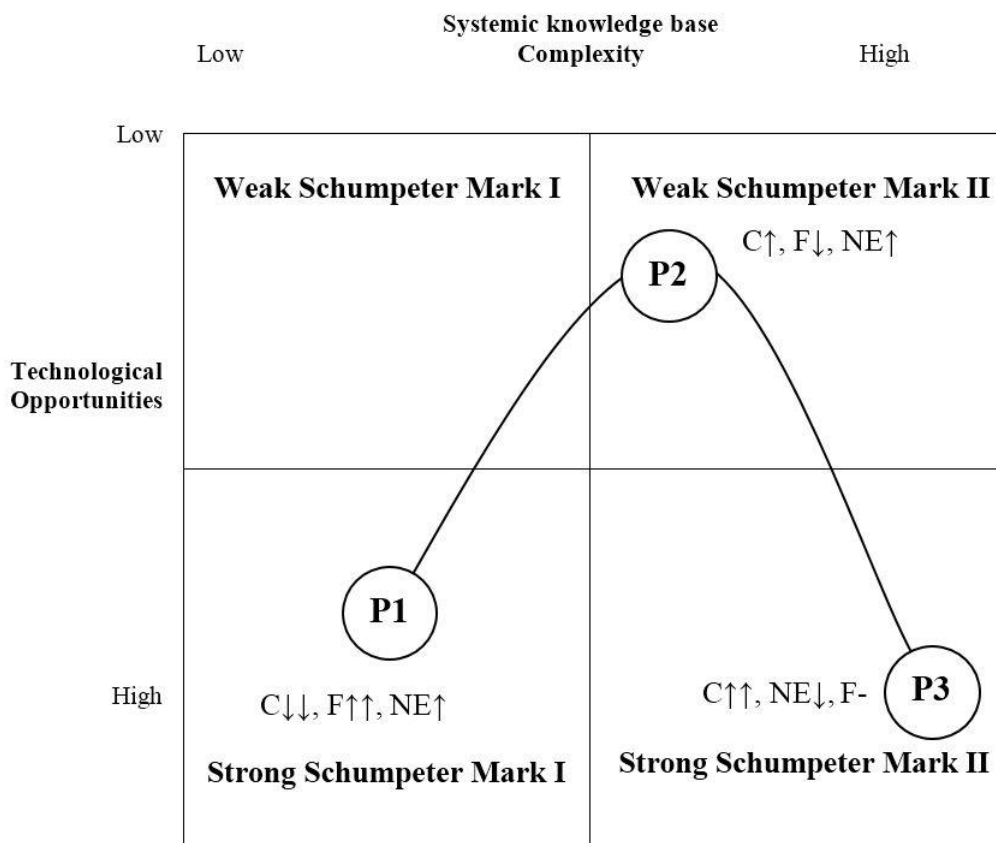 Systemic knowledge base
Low Complexity High
Low
Weak Schumpeter Mark I Weak Schumpeter Mark II
C↑, F↓, NE↑
P2
Technological
Opportunities
P1
High
C↓↓, F↑↑, NE↑
C↑↑, NE↓, F-
P3
Strong Schumpeter Mark I Strong Schumpeter Mark II